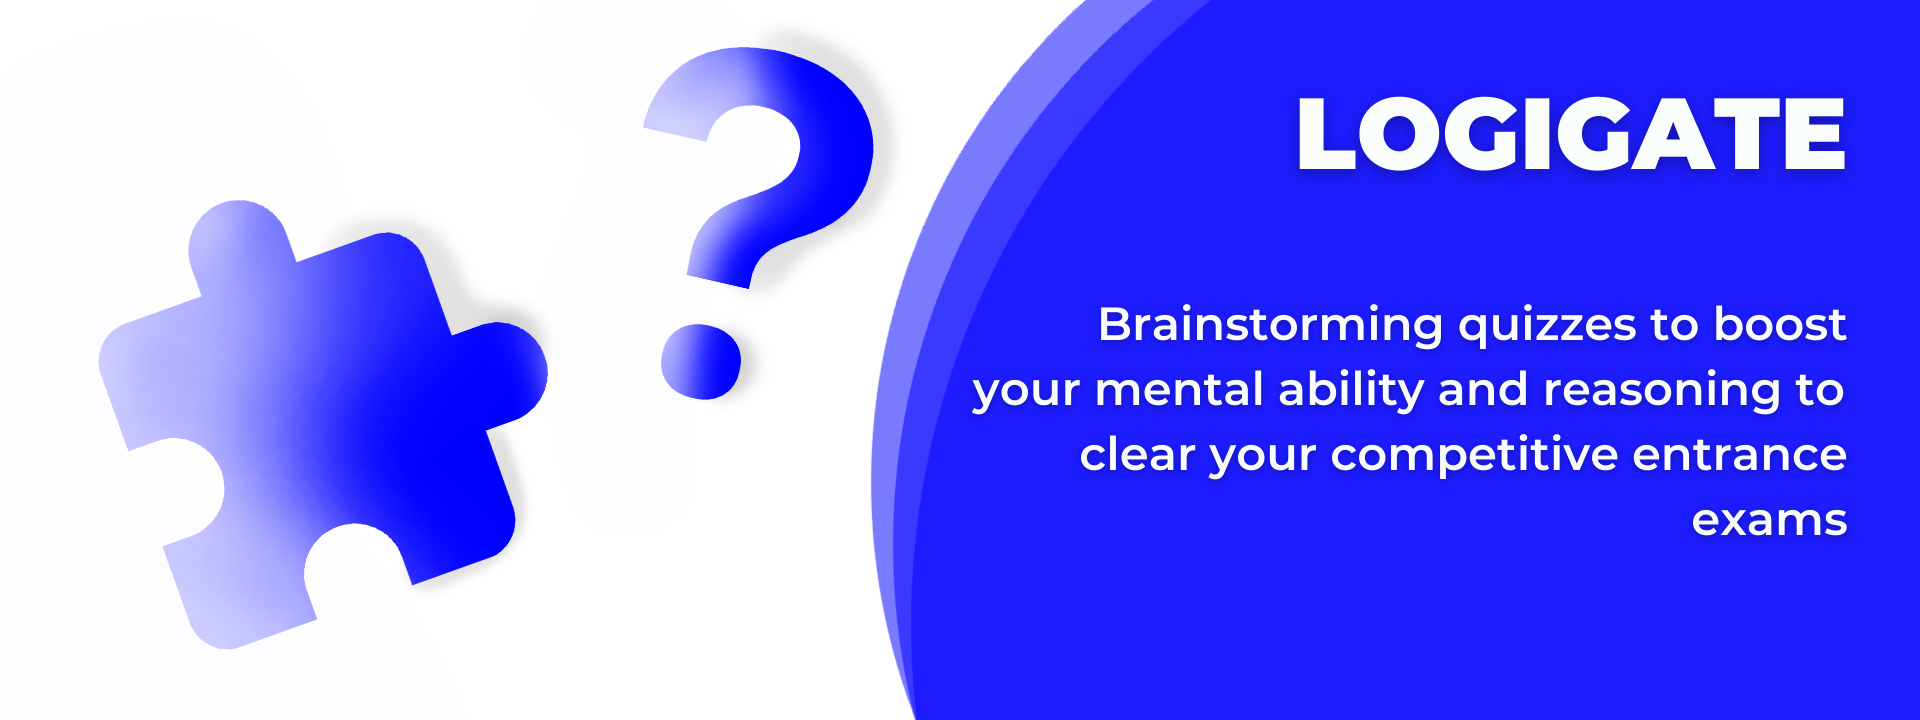 LOGIGATE
Brainstorming quizzes to boost
your mental ability and reasoning to
clear your competitive entrance
exams